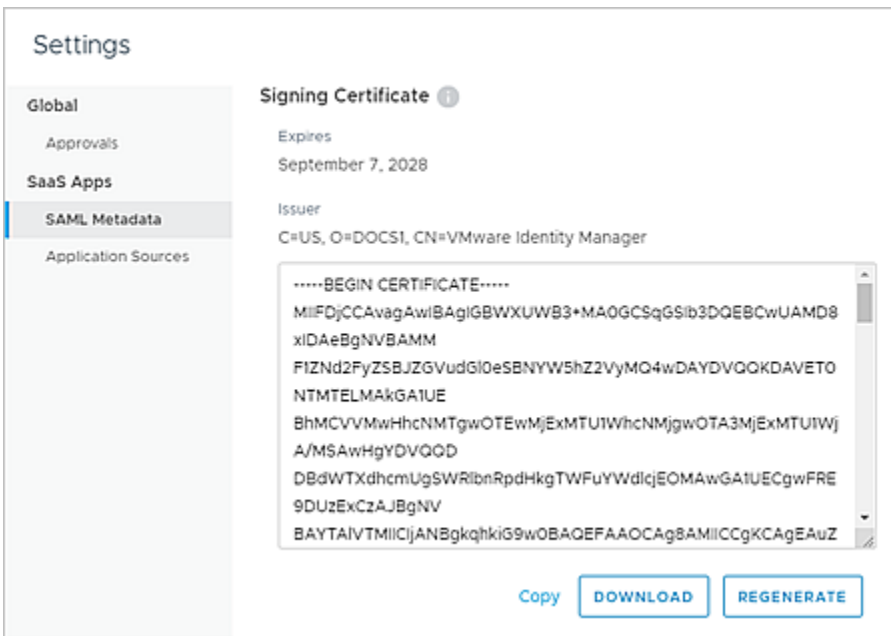 Settings
Global
Approvals
SaaS Apps
SAML Metadata
Application Sources
Signing Certificate
Expires
September 7, 2028
Issuer
C=US, O=DOCS1, CN=VMware Identity Manager
-----BEGIN CERTIFICATE-----
MIIFDjCCAvagAwIBAgIGBWXUWB3+MA0GCSqGSIb3DQEBCwUAMD8
xIDAeBgNVBAMM
F1ZNd2FyZSBJZGVudGl0eSBNYW5hZ2VyMQ4wDAYDVQQKDAVETO
NTMTELMAkGA1UE
BhMCVVMwHhcNMTgwOTEwMjExMTU1WhcNMjgwOTA3MjExMTU1Wj
A/MSAwHgYDVQQD
DBdWTXdhcmUgSWRlbnRpdHkgTWFuYWdlcjEOMAwGA1UECgwFRE
9DUzExCzAJBgNV
BAYTAlVTMIICIjANBgkqhkiG9w0BAQEFAAOCAg8AMIICCgKCAgEAuZ
Copy
DOWNLOAD
REGENERATE